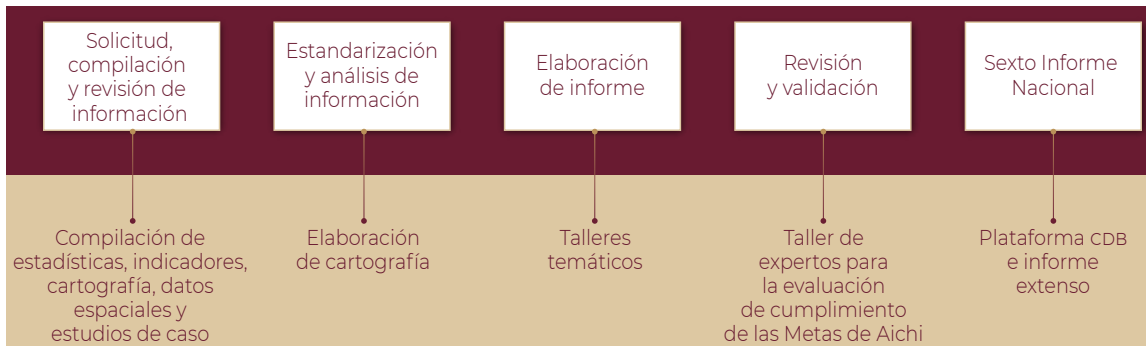 Solicitud,
compilación
y revisión de
información
Estandarización
y análisis de
información
Elaboración
de informe
Revisión
y validación
Sexto Informe
Nacional
Compilación de
estadísticas, indicadores,
cartografía, datos
espaciales y
estudios de caso
Elaboración
de cartografía
Talleres
temáticos
Taller de
expertos para
la evaluación
de cumplimiento
de las Metas de Aichi
Plataforma CDB
e informe
extenso